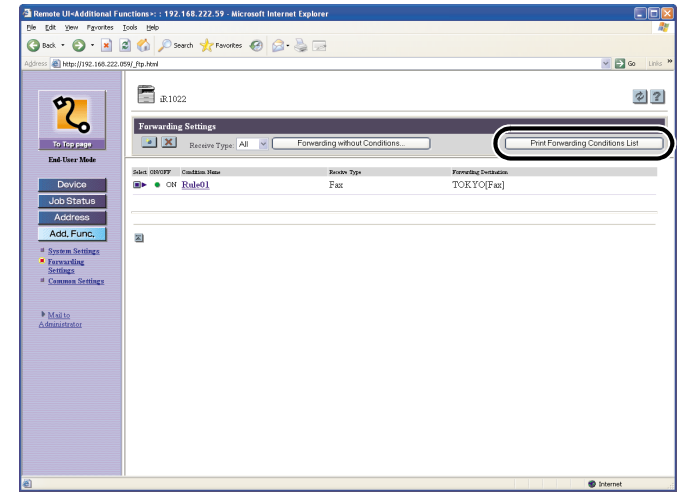 Remote UI<Additional Functions>: : 192.168.222.59 - Microsoft Internet Explorer
File Edit View Favorites Tools Help
Back Search Favorites
Address http://192.168.222.059/_ftp.html Go Links »
iR1022
Forwarding Settings
Receive Type: All Forwarding without Conditions... Print Forwarding Conditions List
To Top page
End-User Mode
Select ON/OFF Condition Name Receive Type Forwarding Destination
ON Rule01 Fax TOKYO[Fax]
Device
Job Status
Address
Add. Func.
System Settings
Forwarding
Settings
Common Settings
Mail to
Administrator
Internet